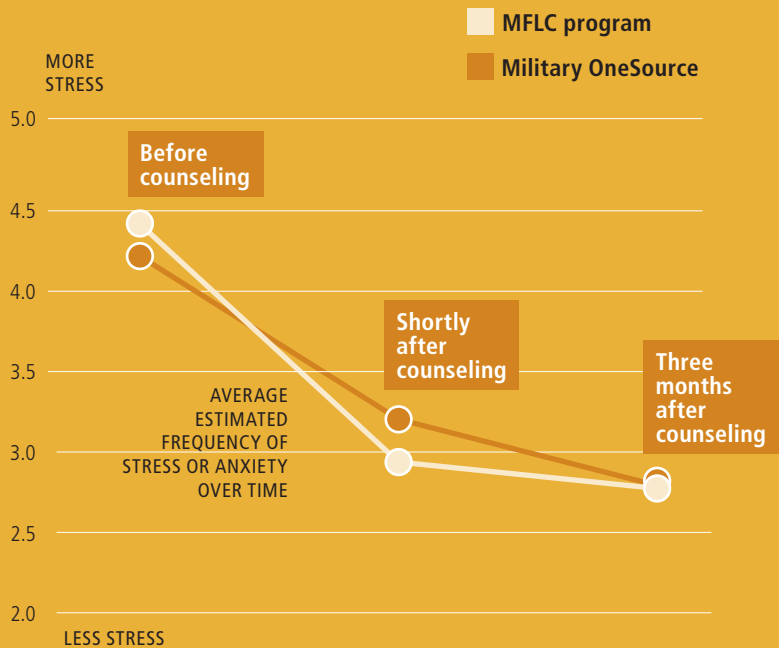 MFLC program
Military OneSource
MORE
STRESS
5.0
Before
counseling
4.5
4.0
Shortly
after
counseling
3.5
Three
months
after
counseling
AVERAGE
ESTIMATED
FREQUENCY OF
STRESS OR ANXIETY
OVER TIME
3.0
2.5
2.0
LESS STRESS